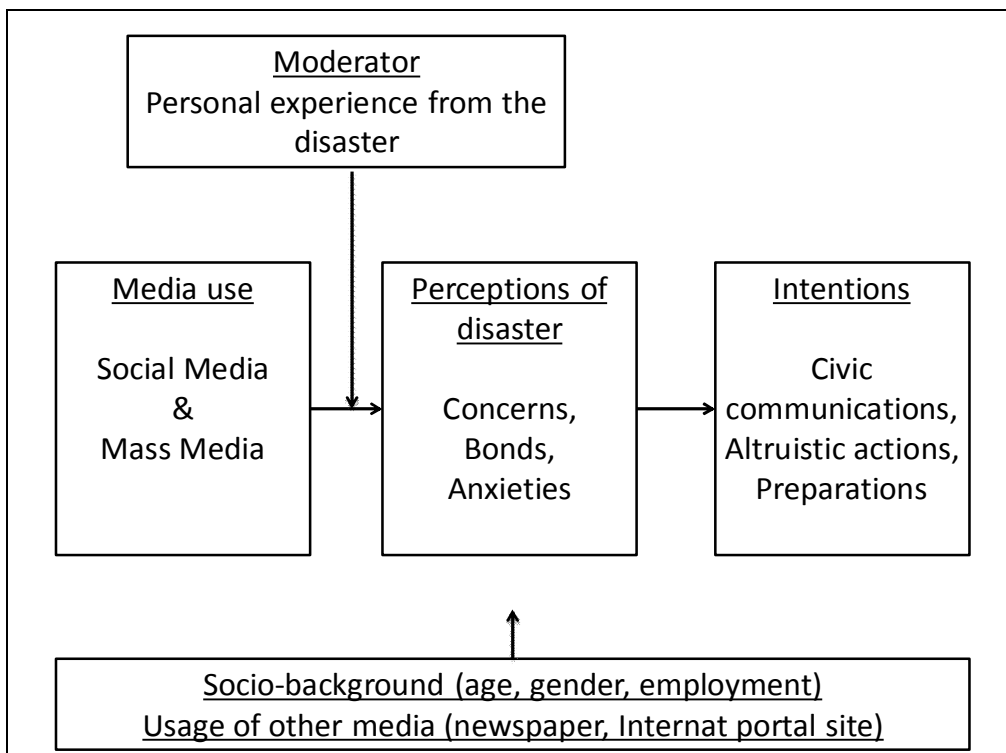 Moderator
Personal experience from the
disaster
Media use
Social Media
&
Mass Media
Perceptions of
disaster
Concerns,
Bonds,
Anxieties
Intentions
Civic
communications,
Altruistic actions,
Preparations
Socio-background (age, gender, employment)
Usage of other media (newspaper, Internat portal site)